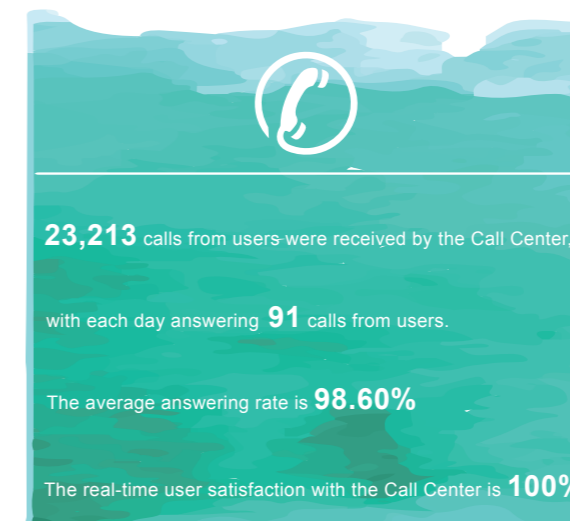 23,213 calls from users were received by the Call Center,
with each day answering 91 calls from users.
The average answering rate is 98.60%
The real-time user satisfaction with the Call Center is 100%